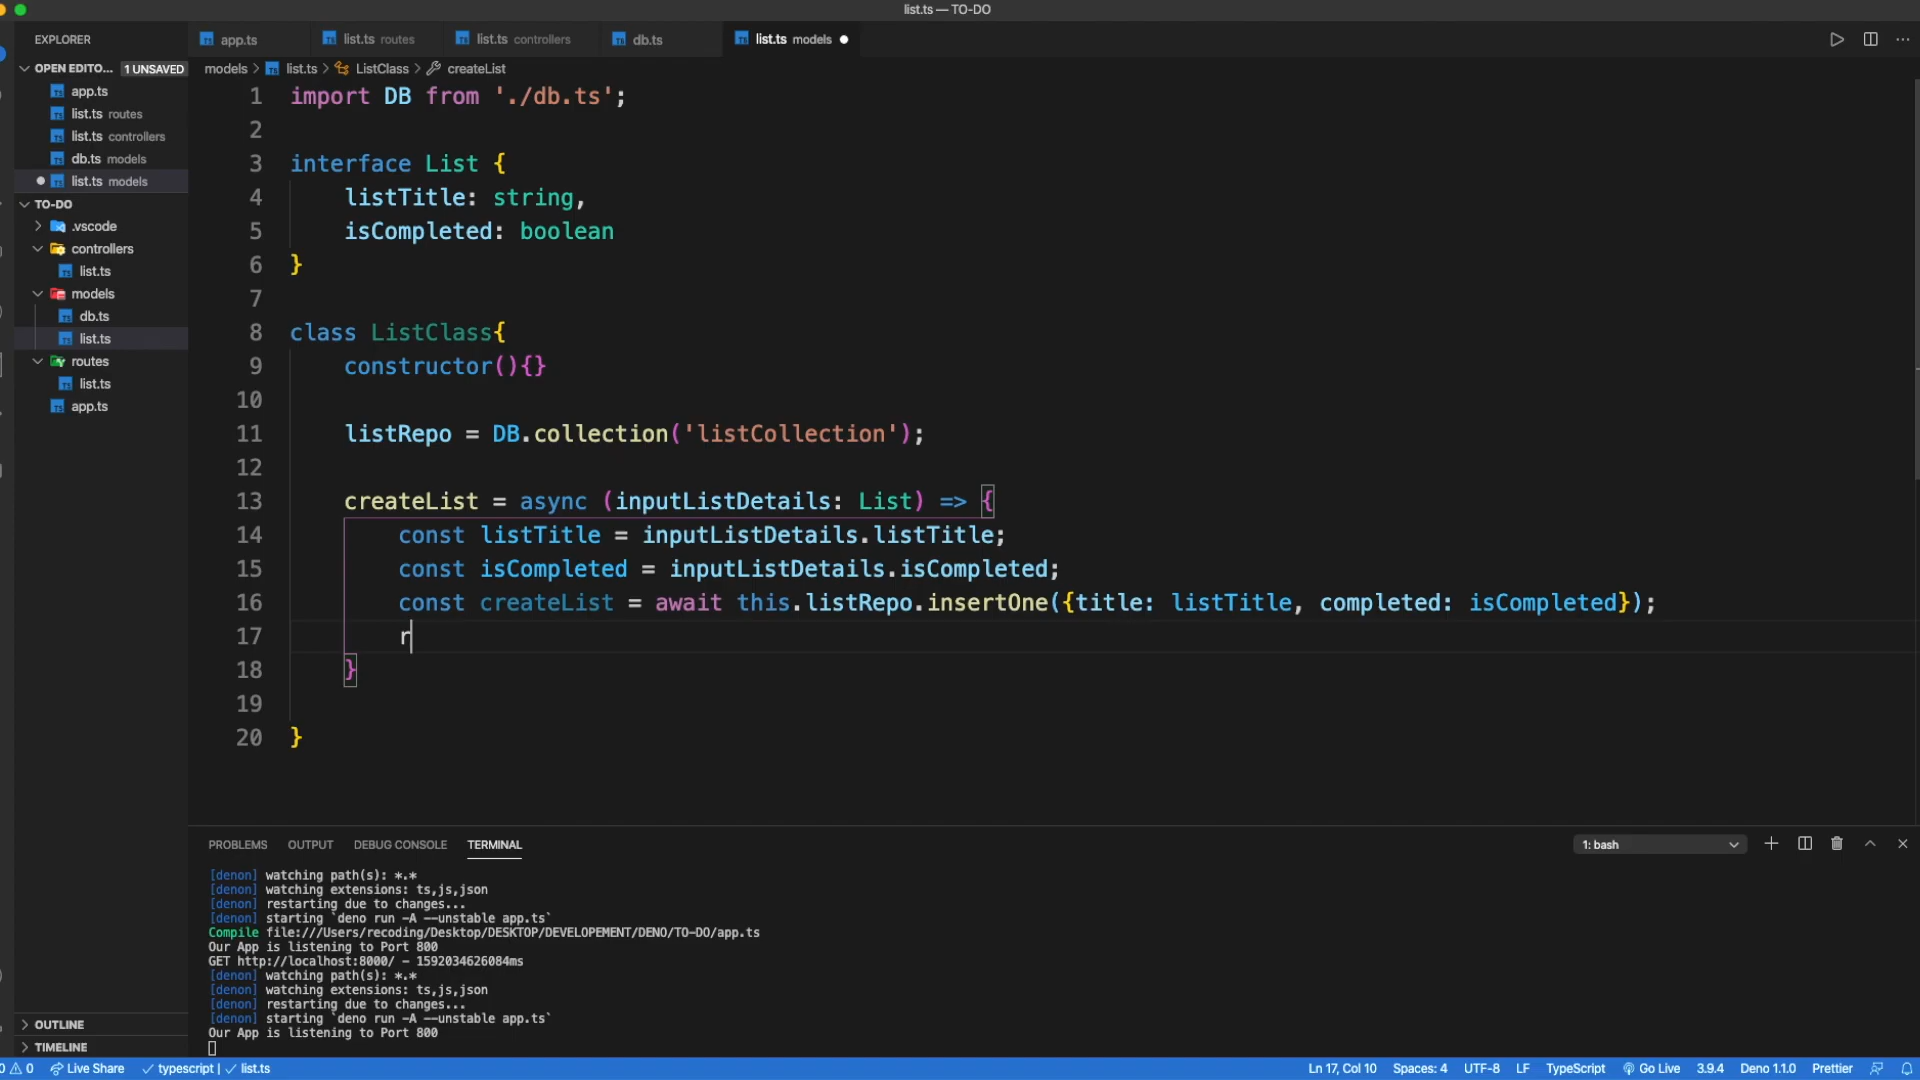 list.ts — TO-DO
EXPLORER
OPEN EDITO... 1 UNSAVED
app.ts
list.ts routes
list.ts controllers
db.ts models
list.ts models
TO-DO
.vscode
controllers
list.ts
models
db.ts
list.ts
routes
list.ts
app.ts
OUTLINE
TIMELINE
app.ts list.ts routes list.ts controllers db.ts list.ts models
models > list.ts > ListClass > createList
1 import DB from './db.ts';
2
3 interface List {
4 listTitle: string,
5 isCompleted: boolean
6 }
7
8 class ListClass{
9 constructor(){}
10
11 listRepo = DB.collection('listCollection');
12
13 createList = async (inputListDetails: List) => {
14 const listTitle = inputListDetails.listTitle;
15 const isCompleted = inputListDetails.isCompleted;
16 const createList = await this.listRepo.insertOne({title: listTitle, completed: isCompleted});
17 r
18 }
19
20 }
PROBLEMS OUTPUT DEBUG CONSOLE TERMINAL 1: bash
[denon] watching path(s): *.*
[denon] watching extensions: ts,js,json
[denon] restarting due to changes...
[denon] starting `deno run -A --unstable app.ts`
Compile file:///Users/recoding/Desktop/DESKTOP/DEVELOPEMENT/DENO/TO-DO/app.ts
Our App is listening to Port 800
GET http://localhost:8000/ - 1592034626084ms
[denon] watching path(s): *.*
[denon] watching extensions: ts,js,json
[denon] restarting due to changes...
[denon] starting `deno run -A --unstable app.ts`
Our App is listening to Port 800
0 0 Live Share typescript | list.ts Ln 17, Col 10 Spaces: 4 UTF-8 LF TypeScript Go Live 3.9.4 Deno 1.1.0 Prettier